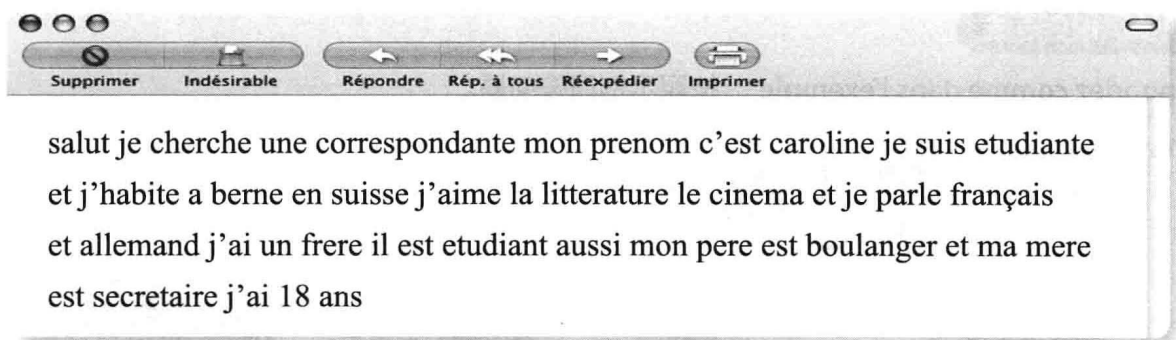 Supprimer Indésirable Répondre Rép. à tous Réexpédier Imprimer
salut je cherche une correspondante mon prenom c'est caroline je suis etudiante
et j'habite a berne en suisse j'aime la litterature le cinema et je parle français
et allemand j'ai un frere il est etudiant aussi mon pere est boulanger et ma mere
est secretaire j'ai 18 ans